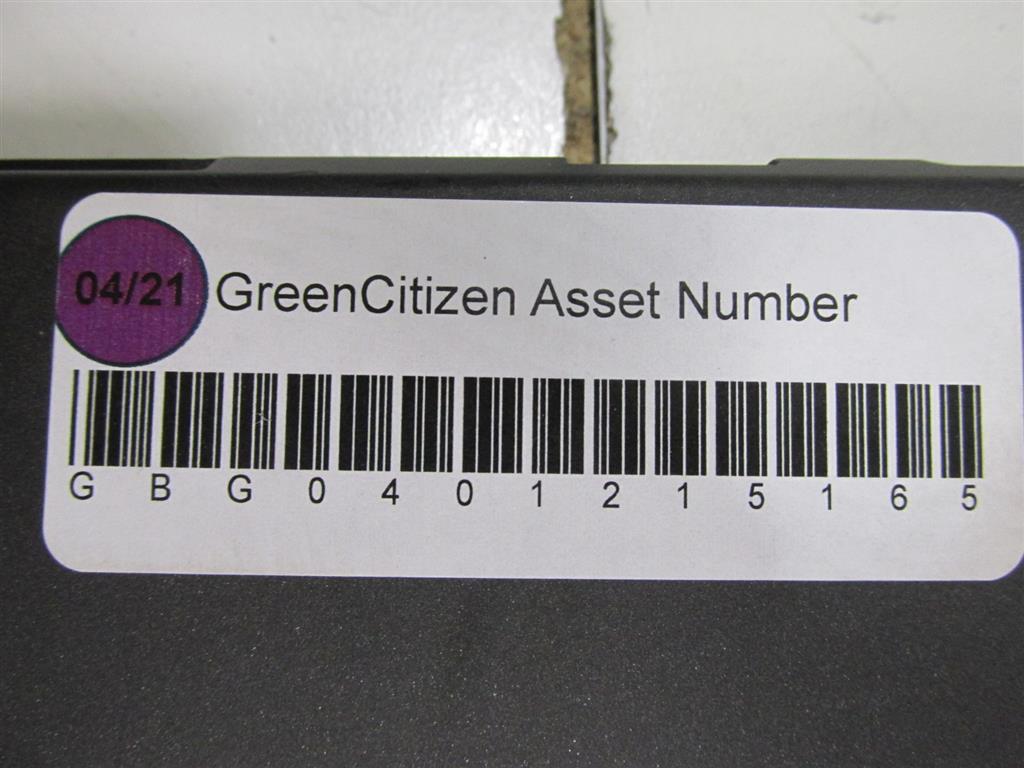 04/21 GreenCitizen Asset Number
G B G 0 4 0 1 2 1 5 1 6 5